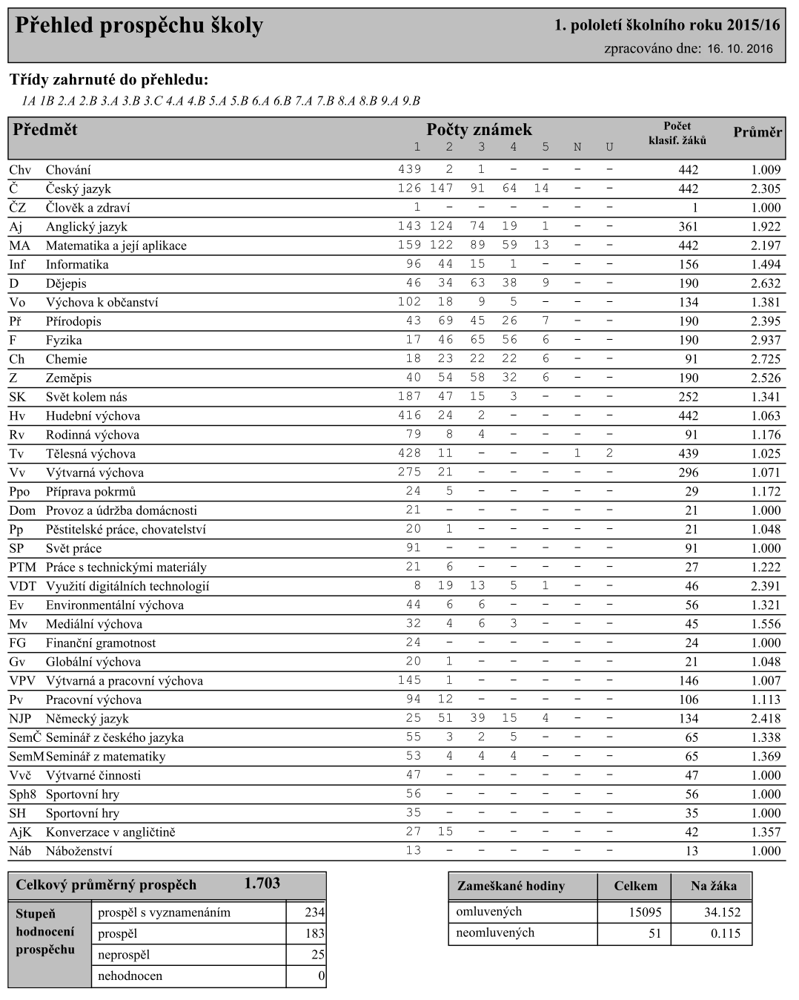 Přehled prospěchu školy 1. pololetí školního roku 2015/16
zpracováno dne: 16. 10. 2016
Třídy zahrnuté do přehledu:
1A 1B 2.A 2.B 3.A 3.B 3.C 4.A 4.B 5.A 5.B 6.A 6.B 7.A 7.B 8.A 8.B 9.A 9.B
Předmět Počty známek Počet klasif. žáků Průměr
1 2 3 4 5 N U
Chv Chování 439 2 1 - - - - 442 1.009
Č Český jazyk 126 147 91 64 14 - - 442 2.305
ČZ Člověk a zdraví 1 - - - - - - 1 1.000
Aj Anglický jazyk 143 124 74 19 1 - - 361 1.922
MA Matematika a její aplikace 159 122 89 59 13 - - 442 2.197
Inf Informatika 96 44 15 1 - - - 156 1.494
D Dějepis 46 34 63 38 9 - - 190 2.632
Vo Výchova k občanství 102 18 9 5 - - - 134 1.381
Př Přírodopis 43 69 45 26 7 - - 190 2.395
F Fyzika 17 46 65 56 6 - - 190 2.937
Ch Chemie 18 23 22 22 6 - - 91 2.725
Z Zeměpis 40 54 58 32 6 - - 190 2.526
SK Svět kolem nás 187 47 15 3 - - - 252 1.341
Hv Hudební výchova 416 24 2 - - - - 442 1.063
Rv Rodinná výchova 79 8 4 - - - - 91 1.176
Tv Tělesná výchova 428 11 - - - 1 2 439 1.025
Vv Výtvarná výchova 275 21 - - - - - 296 1.071
Ppo Příprava pokrmů 24 5 - - - - - 29 1.172
Dom Provoz a údržba domácnosti 21 - - - - - - 21 1.000
Pp Pěstitelské práce, chovatelství 20 1 - - - - - 21 1.048
SP Svět práce 91 - - - - - - 91 1.000
PTM Práce s technickými materiály 21 6 - - - - - 27 1.222
VDT Využití digitálních technologií 8 19 13 5 1 - - 46 2.391
Ev Environmentální výchova 44 6 6 - - - - 56 1.321
Mv Mediální výchova 32 4 6 3 - - - 45 1.556
FG Finanční gramotnost 24 - - - - - - 24 1.000
Gv Globální výchova 20 1 - - - - - 21 1.048
VPV Výtvarná a pracovní výchova 145 1 - - - - - 146 1.007
Pv Pracovní výchova 94 12 - - - - - 106 1.113
NJP Německý jazyk 25 51 39 15 4 - - 134 2.418
SemČ Seminář z českého jazyka 55 3 2 5 - - - 65 1.338
SemM Seminář z matematiky 53 4 4 4 - - - 65 1.369
Vvč Výtvarné činnosti 47 - - - - - - 47 1.000
Sph8 Sportovní hry 56 - - - - - - 56 1.000
SH Sportovní hry 35 - - - - - - 35 1.000
AjK Konverzace v angličtině 27 15 - - - - - 42 1.357
Náb Náboženství 13 - - - - - - 13 1.000
Celkový průměrný prospěch 1.703
Stupeň hodnocení prospěchu
prospěl s vyznamenáním 234
prospěl 183
neprospěl 25
nehodnocen 0
Zameškané hodiny Celkem Na žáka
omluvených 15095 34.152
neomluvených 51 0.115